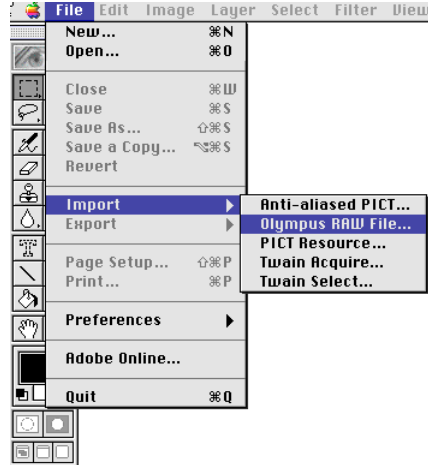 File Edit Image Layer Select Filter View
New... ⌘N
Open... ⌘O
Close ⌘W
Save ⌘S
Save As... ⇧⌘S
Save a Copy... ⌥⌘S
Revert
Import ▶
Anti-aliased PICT...
Export ▶
Olympus RAW File...
PICT Resource...
Page Setup... ⇧⌘P
Twain Acquire...
Print... ⌘P
Twain Select...
Preferences ▶
Adobe Online...
Quit ⌘Q